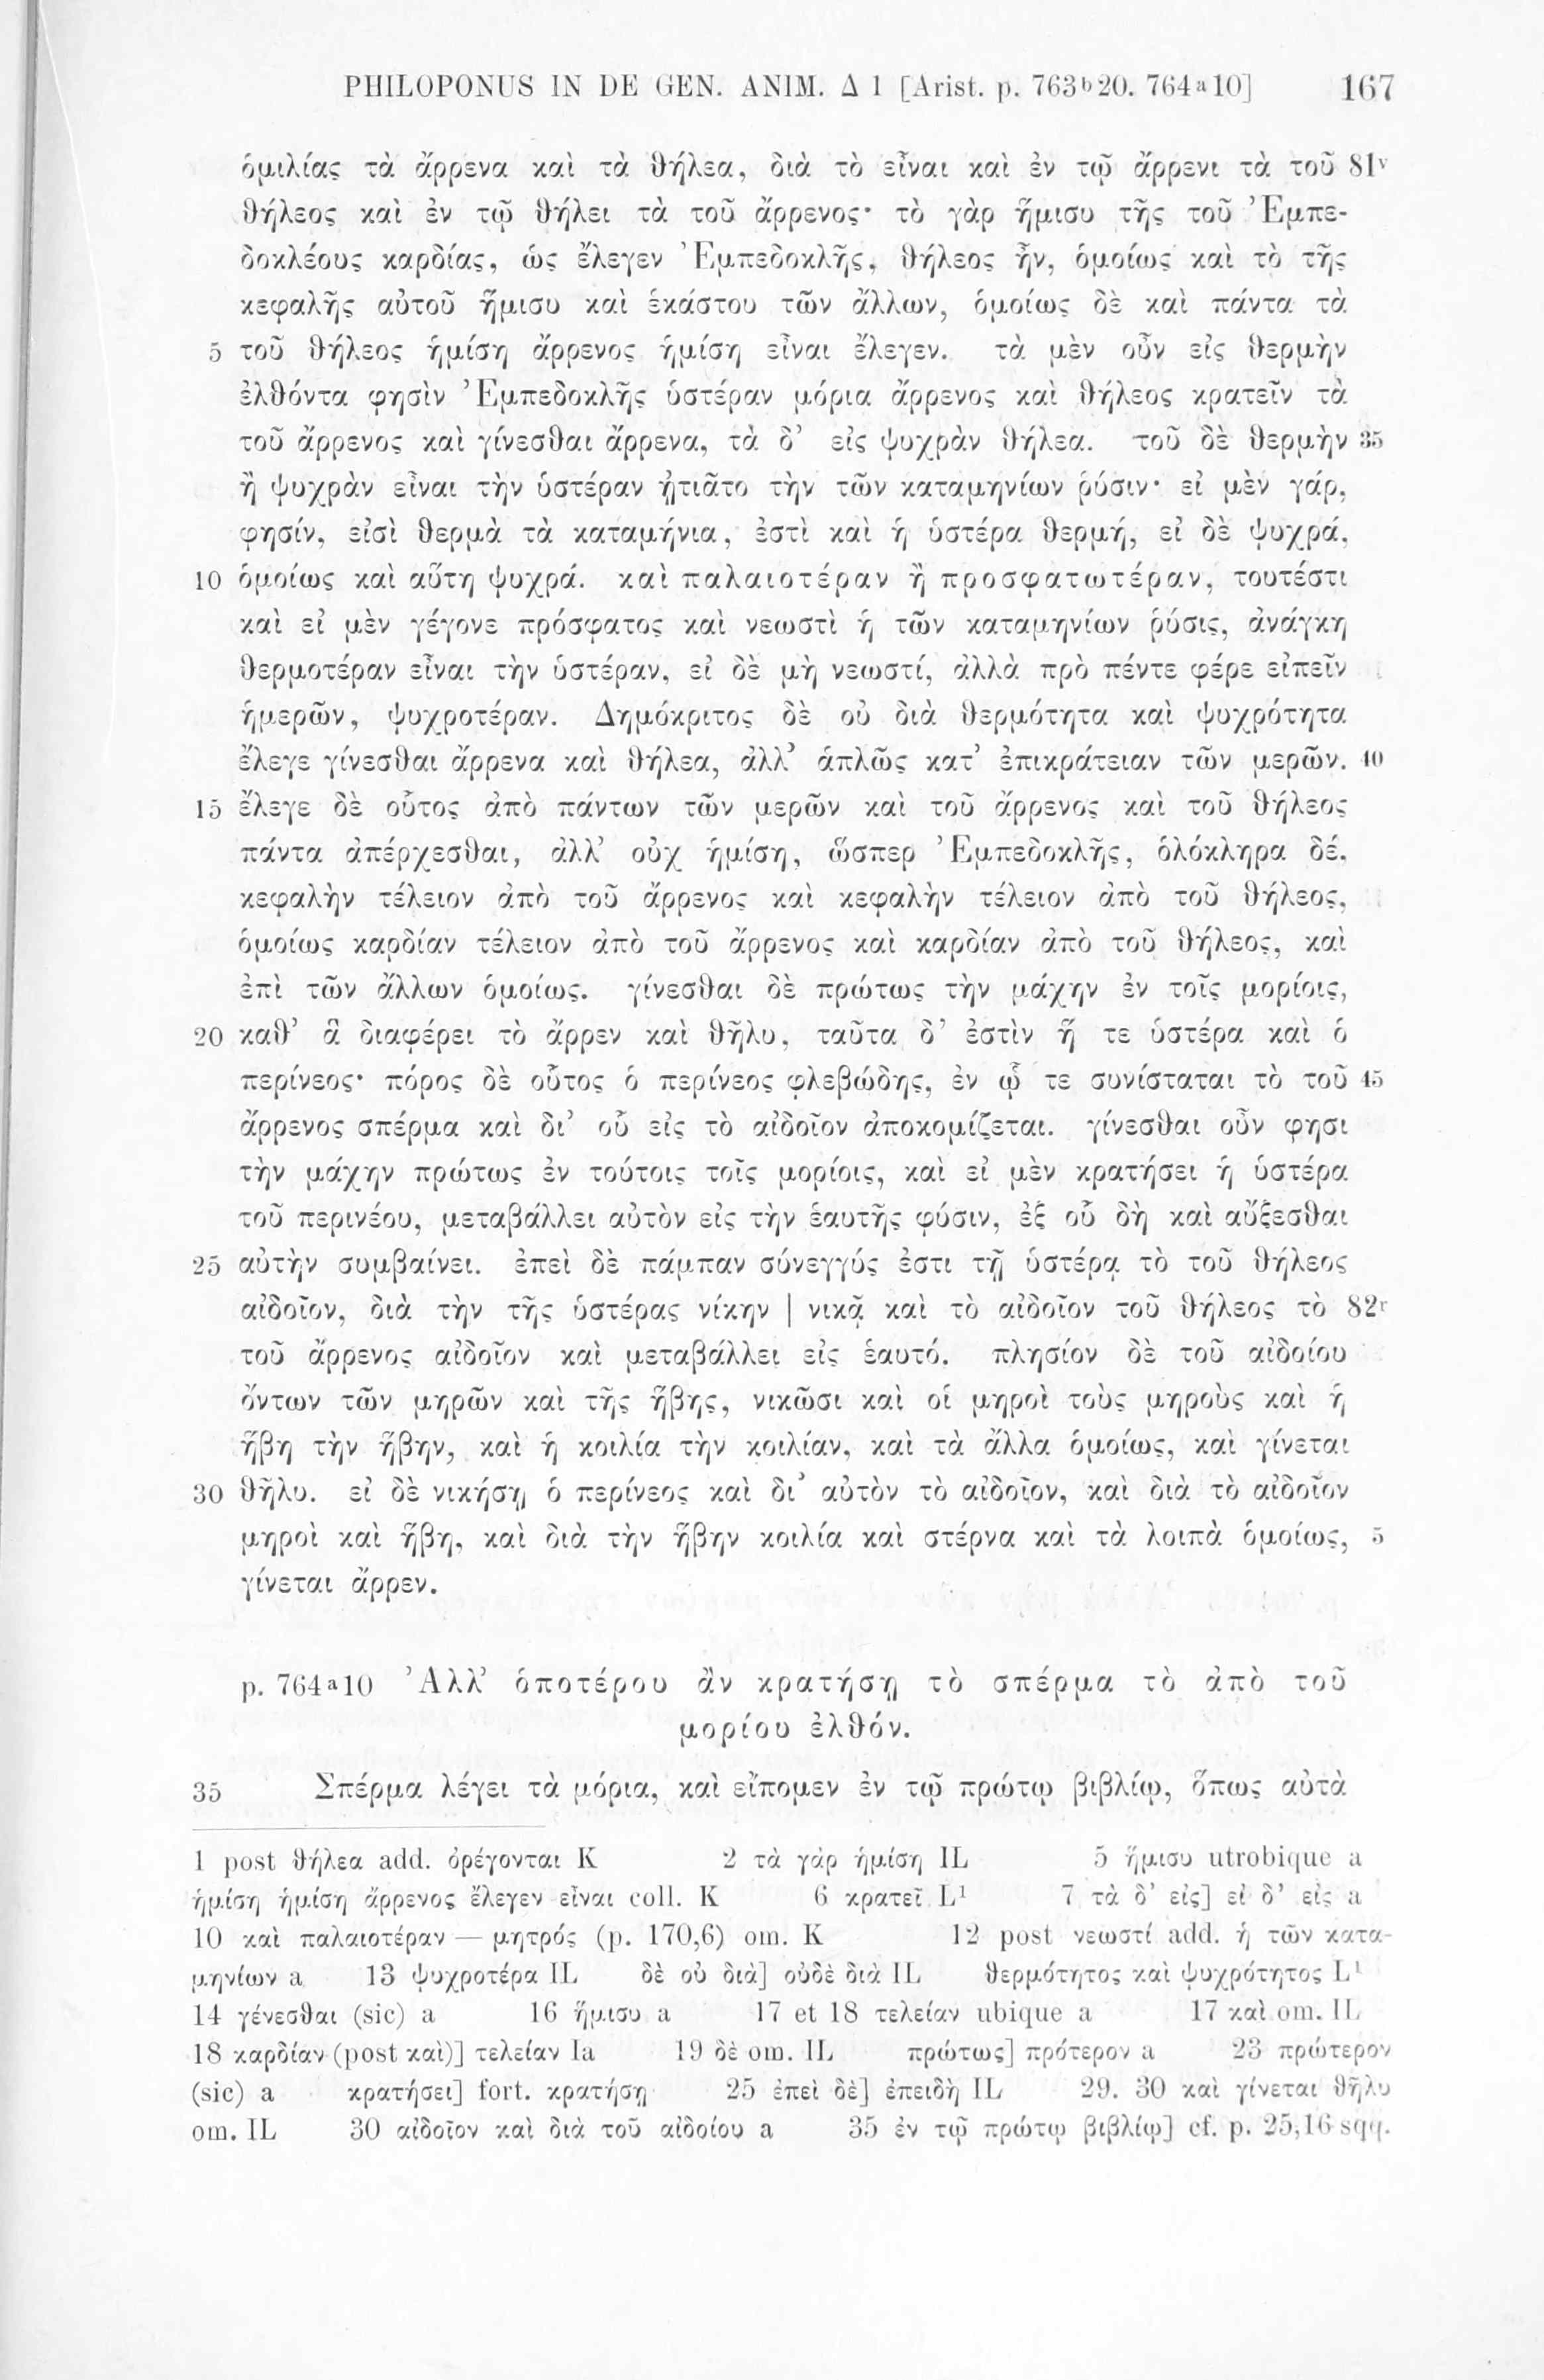 PHILOPONUS IN DE GEN. ANIM. Δ 1 [Arist. p. 763ᵇ20. 764ᵃ10] 167
ὁμιλίας τὰ ἄρρενα καὶ τὰ θήλεα, διὰ τὸ εἶναι καὶ ἐν τῷ ἄρρενι τὰ τοῦ 81ᵛ
θήλεος καὶ ἐν τῷ θήλει τὰ τοῦ ἄρρενος· τὸ γὰρ ἥμισυ τῆς τοῦ Ἐμπε-
δοκλέους καρδίας, ὡς ἔλεγεν Ἐμπεδοκλῆς, θήλεος ἦν, ὁμοίως καὶ τὸ τῆς
κεφαλῆς αὐτοῦ ἥμισυ καὶ ἑκάστου τῶν ἄλλων, ὁμοίως δὲ καὶ πάντα τὰ
5 τοῦ θήλεος ἡμίση ἄρρενος ἡμίση εἶναι ἔλεγεν. τὰ μὲν οὖν εἰς θερμὴν
ἐλθόντα φησὶν Ἐμπεδοκλῆς ὑστέραν μόρια ἄρρενος καὶ θήλεος κρατεῖν τὰ
τοῦ ἄρρενος καὶ γίνεσθαι ἄρρενα, τὰ δ’ εἰς ψυχρὰν θήλεα. τοῦ δὲ θερμὴν 35
ἢ ψυχρὰν εἶναι τὴν ὑστέραν ᾐτιᾶτο τὴν τῶν καταμηνίων ῥύσιν· εἰ μὲν γάρ,
φησίν, εἰσὶ θερμὰ τὰ καταμήνια, ἐστὶ καὶ ἡ ὑστέρα θερμή, εἰ δὲ ψυχρά,
10 ὁμοίως καὶ αὕτη ψυχρά. καὶ παλαιοτέραν ἢ προσφατωτέραν, τουτέστι
καὶ εἰ μὲν γέγονε πρόσφατος καὶ νεωστὶ ἡ τῶν καταμηνίων ῥύσις, ἀνάγκη
θερμοτέραν εἶναι τὴν ὑστέραν, εἰ δὲ μὴ νεωστί, ἀλλὰ πρὸ πέντε φέρε εἰπεῖν
ἡμερῶν, ψυχροτέραν. Δημόκριτος δὲ οὐ διὰ θερμότητα καὶ ψυχρότητα
ἔλεγε γίνεσθαι ἄρρενα καὶ θήλεα, ἀλλ’ ἁπλῶς κατ’ ἐπικράτειαν τῶν μερῶν. 40
15 ἔλεγε δὲ οὗτος ἀπὸ πάντων τῶν μερῶν καὶ τοῦ ἄρρενος καὶ τοῦ θήλεος
πάντα ἀπέρχεσθαι, ἀλλ’ οὐχ ἡμίση, ὥσπερ Ἐμπεδοκλῆς, ὁλόκληρα δέ,
κεφαλὴν τέλειον ἀπὸ τοῦ ἄρρενος καὶ κεφαλὴν τέλειον ἀπὸ τοῦ θήλεος,
ὁμοίως καρδίαν τέλειον ἀπὸ τοῦ ἄρρενος καὶ καρδίαν ἀπὸ τοῦ θήλεος, καὶ
ἐπὶ τῶν ἄλλων ὁμοίως. γίνεσθαι δὲ πρώτως τὴν μάχην ἐν τοῖς μορίοις,
20 καθ’ ἃ διαφέρει τὸ ἄρρεν καὶ θῆλυ, ταῦτα δ’ ἐστὶν ἥ τε ὑστέρα καὶ ὁ
περίνεος· πόρος δὲ οὗτος ὁ περίνεος φλεβώδης, ἐν ᾧ τε συνίσταται τὸ τοῦ 45
ἄρρενος σπέρμα καὶ δι’ οὗ εἰς τὸ αἰδοῖον ἀποκομίζεται. γίνεσθαι οὖν φησι
τὴν μάχην πρώτως ἐν τούτοις τοῖς μορίοις, καὶ εἰ μὲν κρατήσει ἡ ὑστέρα
τοῦ περινέου, μεταβάλλει αὐτὸν εἰς τὴν ἑαυτῆς φύσιν, ἐξ οὗ δὴ καὶ αὔξεσθαι
25 αὐτὴν συμβαίνει. ἐπεὶ δὲ πάμπαν σύνεγγύς ἐστι τῇ ὑστέρᾳ τὸ τοῦ θήλεος
αἰδοῖον, διὰ τὴν τῆς ὑστέρας νίκην | νικᾷ καὶ τὸ αἰδοῖον τοῦ θήλεος τὸ 82ʳ
τοῦ ἄρρενος αἰδοῖον καὶ μεταβάλλει εἰς ἑαυτό. πλησίον δὲ τοῦ αἰδοίου
ὄντων τῶν μηρῶν καὶ τῆς ἥβης, νικῶσι καὶ οἱ μηροὶ τοὺς μηροὺς καὶ ἡ
ἥβη τὴν ἥβην, καὶ ἡ κοιλία τὴν κοιλίαν, καὶ τὰ ἄλλα ὁμοίως, καὶ γίνεται
30 θῆλυ. εἰ δὲ νικήσῃ ὁ περίνεος καὶ δι’ αὐτὸν τὸ αἰδοῖον, καὶ διὰ τὸ αἰδοῖον
μηροὶ καὶ ἥβη, καὶ διὰ τὴν ἥβην κοιλία καὶ στέρνα καὶ τὰ λοιπὰ ὁμοίως, 5
γίνεται ἄρρεν.
p. 764ᵃ10 Ἀλλ’ ὁποτέρου ἂν κρατήσῃ τὸ σπέρμα τὸ ἀπὸ τοῦ
μορίου ἐλθόν.
35 Σπέρμα λέγει τὰ μόρια, καὶ εἴπομεν ἐν τῷ πρώτῳ βιβλίῳ, ὅπως αὐτὰ
1 post θήλεα add. ὀρέγονται K 2 τὰ γὰρ ἡμίση IL 5 ἥμισυ utrobique a
ἡμίση ἡμίση ἄρρενος ἔλεγεν εἶναι coll. K 6 κρατεῖ L¹ 7 τὰ δ’ εἰς] εἰ δ’ εἰς a
10 καὶ παλαιοτέραν — μητρός (p. 170,6) om. K 12 post νεωστί add. ἡ τῶν κατα-
μηνίων a 13 ψυχροτέρα IL δὲ οὐ διὰ] οὐδὲ διὰ IL θερμότητος καὶ ψυχρότητος L¹
14 γένεσθαι (sic) a 16 ἥμισυ a 17 et 18 τελείαν ubique a 17 καὶ om. IL
18 καρδίαν (post καὶ)] τελείαν Ia 19 δὲ om. IL πρώτως] πρότερον a 23 πρώτερον
(sic) a κρατήσει] fort. κρατήσῃ 25 ἐπεὶ δὲ] ἐπειδὴ IL 29. 30 καὶ γίνεται θῆλυ
om. IL 30 αἰδοῖον καὶ διὰ τοῦ αἰδοίου a 35 ἐν τῷ πρώτῳ βιβλίῳ] cf. p. 25,16 sqq.